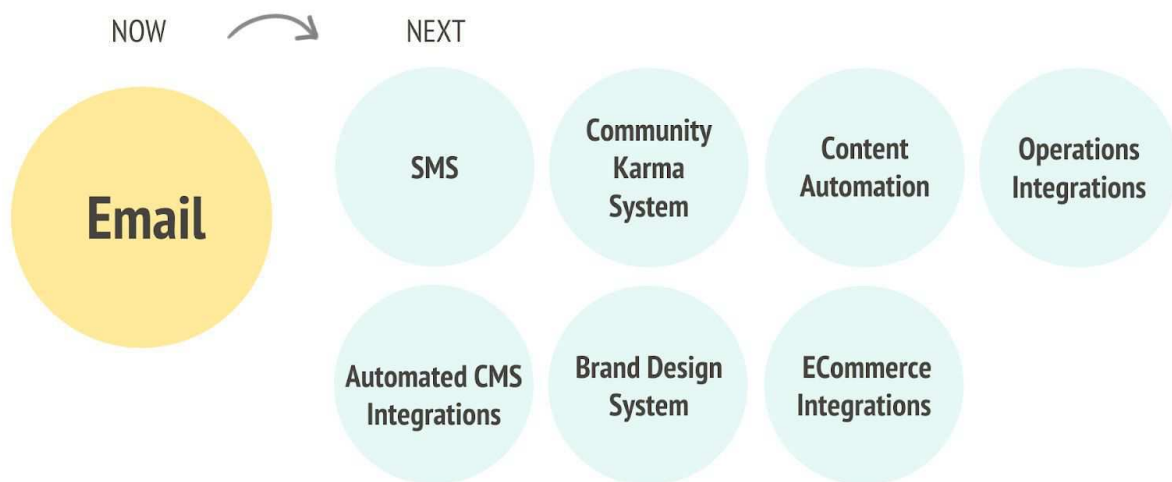 NOW
NEXT
Email
SMS
Community
Karma
System
Content
Automation
Operations
Integrations
Automated CMS
Integrations
Brand Design
System
ECommerce
Integrations